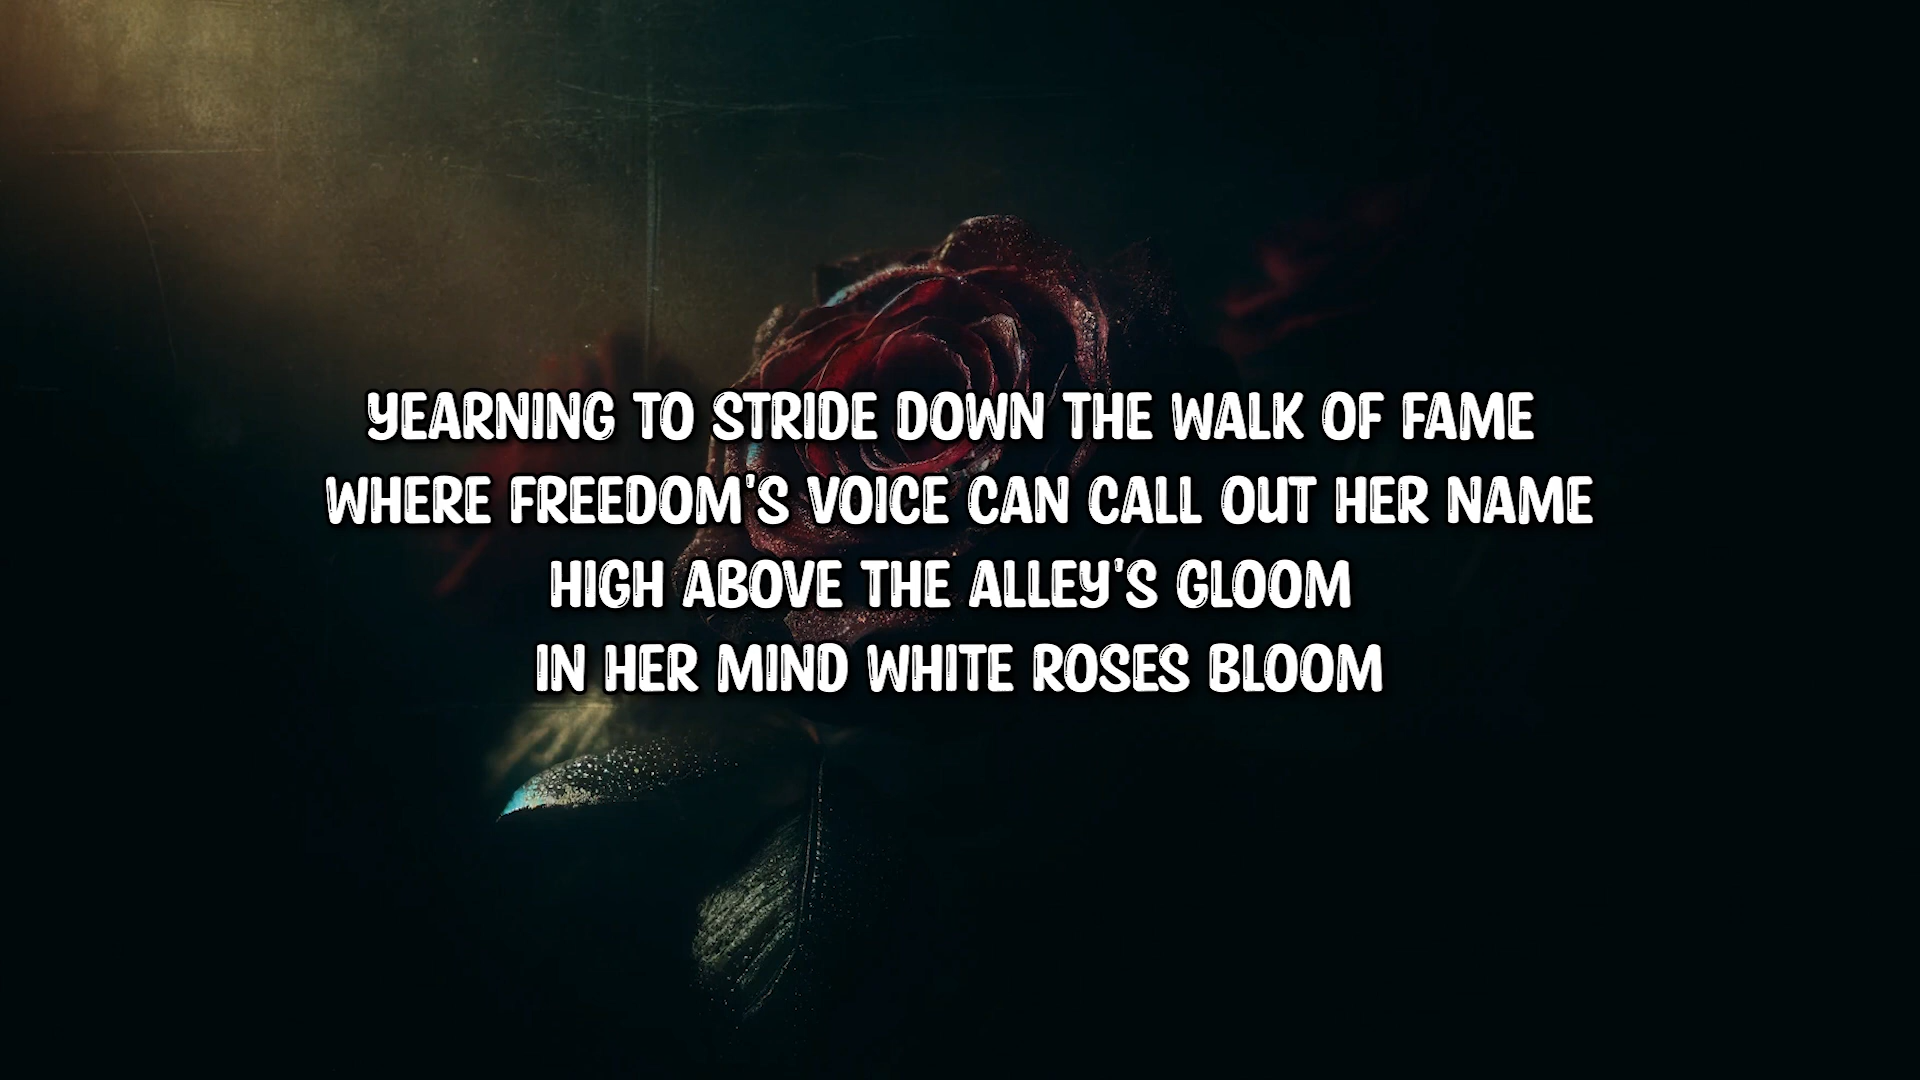 YEARNING TO STRIDE DOWN THE WALK OF FAME
WHERE FREEDOM'S VOICE CAN CALL OUT HER NAME
HIGH ABOVE THE ALLEY'S GLOOM
IN HER MIND WHITE ROSES BLOOM